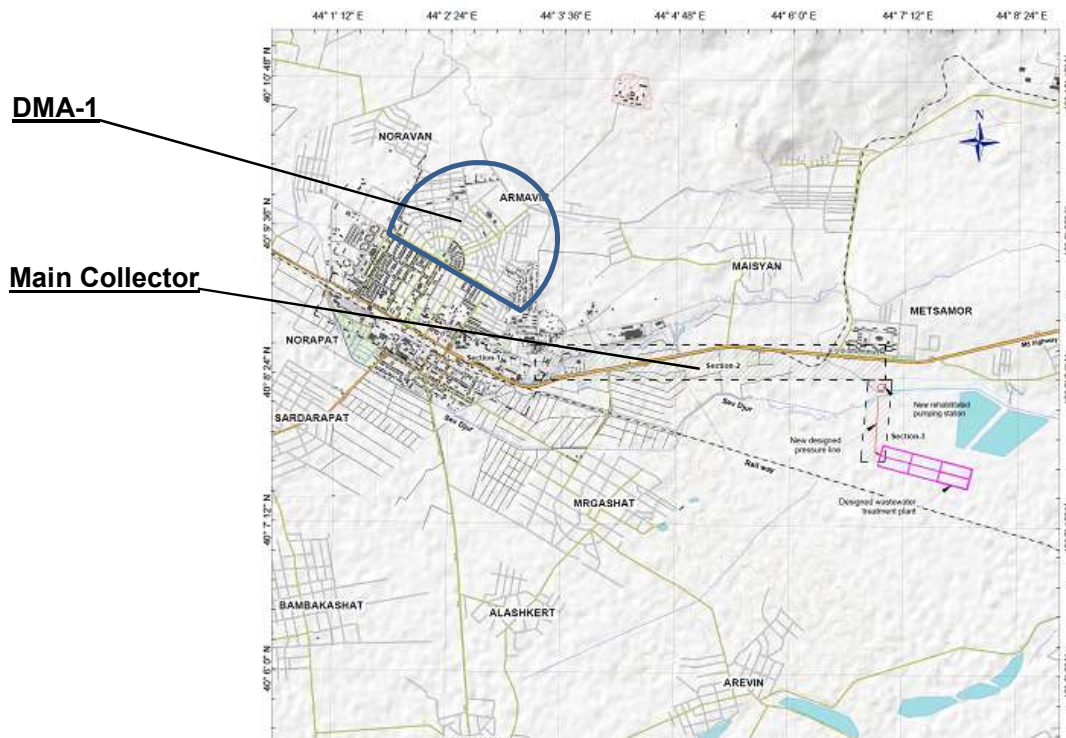 44° 1' 12" E
44° 2' 24" E
44° 3' 36" E
44° 4' 48" E
44° 6' 0" E
44° 7' 12" E
44° 8' 24" E
40° 10' 48" N
DMA-1
NORAVAN
N
ARMAVIR
40° 9' 36" N
Main Collector
MAISYAN
METSAMOR
NORAPAT
Section-1
M5 Highway
40° 8' 24" N
Section-2
SARDARAPAT
Sev Djur
Sev Djur
New rehabilitated
pumping station
New designed
pressure line
Section-3
Rail way
Designed wastewater
treatment plant
MRGASHAT
40° 7' 12" N
BAMBAKASHAT
ALASHKERT
40° 6' 0" N
AREVIN